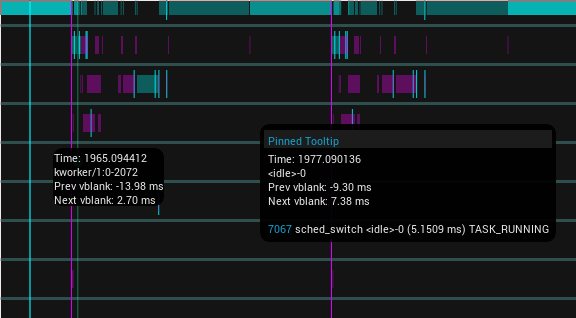 Pinned Tooltip
Time: 1965.094412
kworker/1:0-2072
Prev vblank: -13.98 ms
Next vblank: 2.70 ms
Time: 1977.090136
<idle>-0
Prev vblank: -9.30 ms
Next vblank: 7.38 ms
7067 sched_switch <idle>-0 (5.1509 ms) TASK_RUNNING